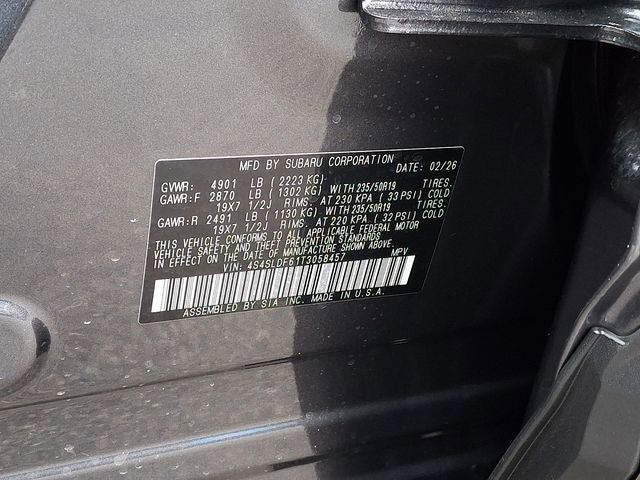 MFD BY SUBARU CORPORATION DATE: 02/26
GVWR: 4901 LB (2223 KG)
GAWR:F 2870 LB (1302 KG) WITH 235/50R19 TIRES.
19X7 1/2J RIMS. AT 230 KPA (33 PSI) COLD
GAWR:R 2491 LB (1130 KG) WITH 235/50R19 TIRES.
19X7 1/2J RIMS. AT 220 KPA (32 PSI) COLD
THIS VEHICLE CONFORMS TO ALL APPLICABLE FEDERAL MOTOR
VEHICLE SAFETY AND THEFT PREVENTION STANDARDS
IN EFFECT ON THE DATE OF MANUFACTURE SHOWN ABOVE.
VIN: 4S4SLDF61T3058457 MPV
ASSEMBLED BY SIA INC. MADE IN U.S.A.